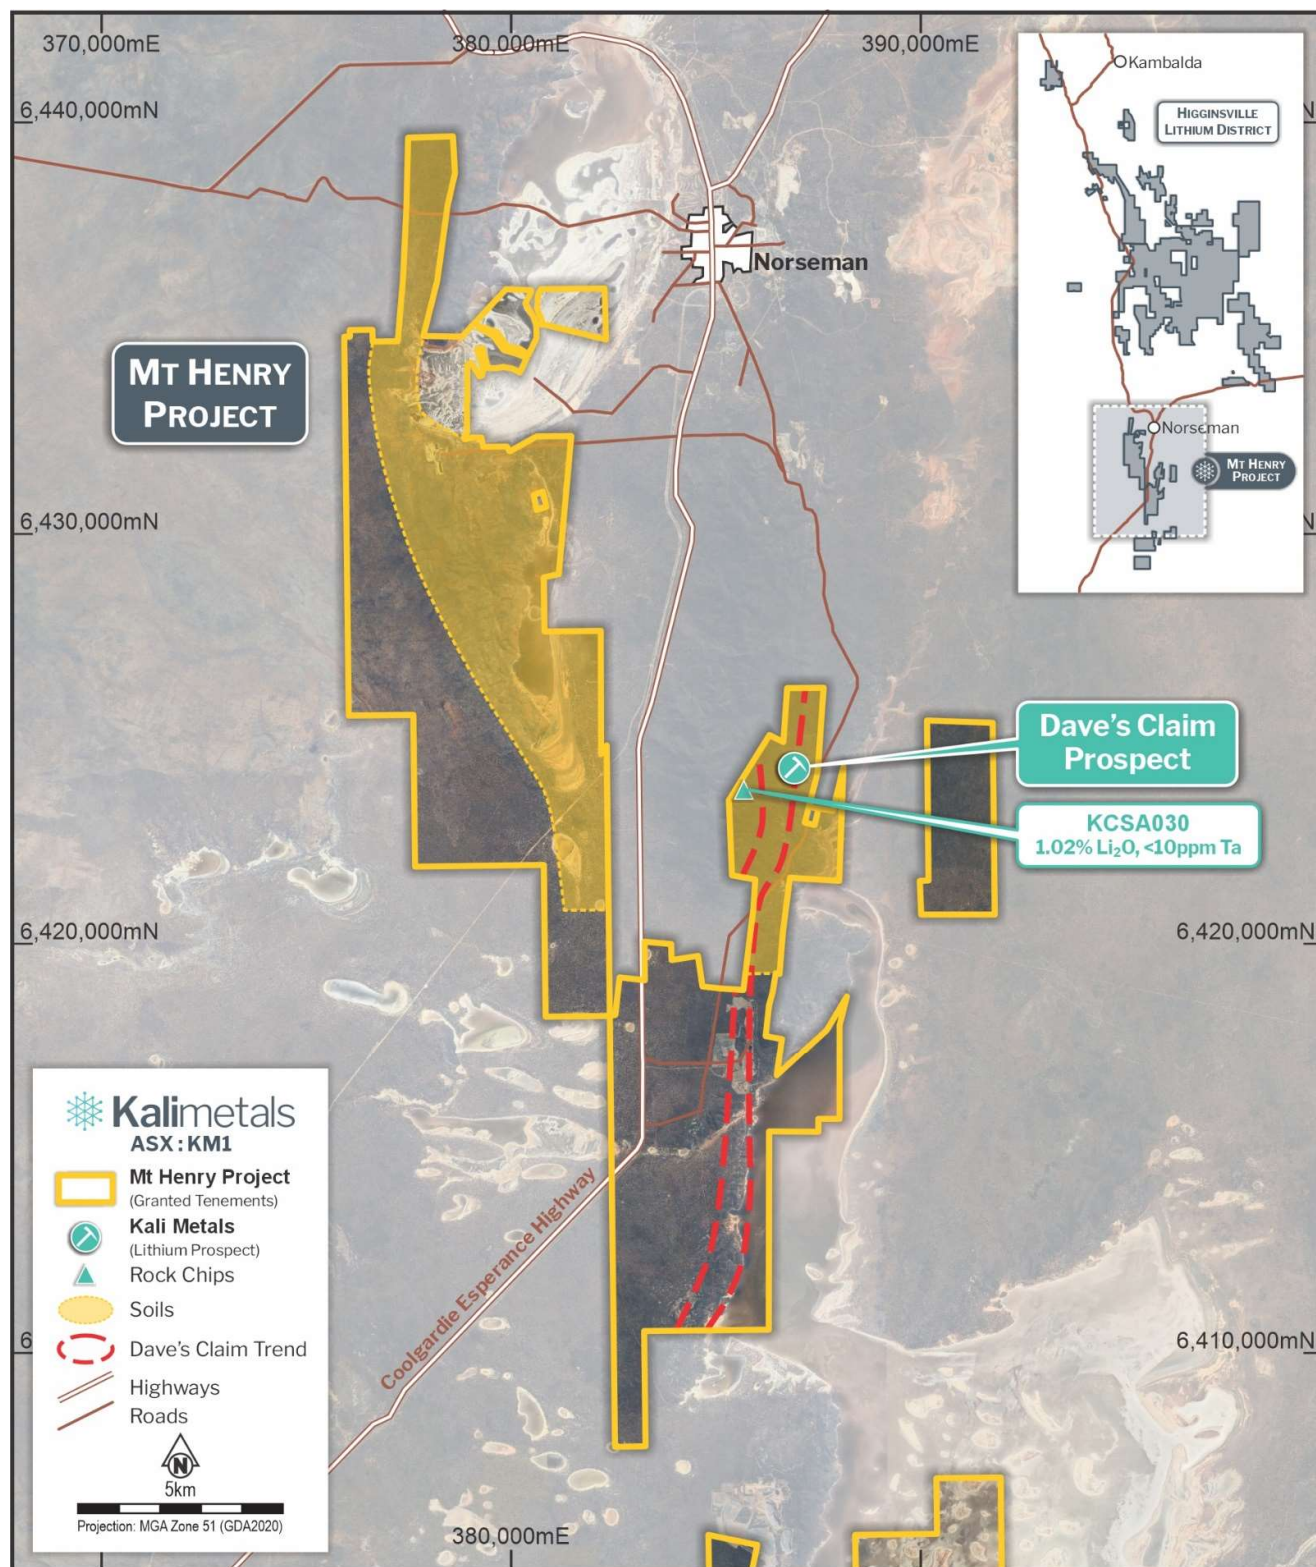 370,000mE
380,000mE
390,000mE
6,440,000mN
N
Kambalda
HIGGINSVILLE
LITHIUM DISTRICT
Norseman
MT HENRY
PROJECT
Norseman
MT HENRY
PROJECT
6,430,000mN
N
Dave's Claim
Prospect
KCSA030
1.02% Li₂O, <10ppm Ta
6,420,000mN
6,420,000mN
Kalimetals
ASX : KM1
Mt Henry Project
(Granted Tenements)
Kali Metals
(Lithium Prospect)
Rock Chips
Soils
Dave's Claim Trend
Highways
Roads
N
5km
Projection: MGA Zone 51 (GDA2020)
Coolgardie Esperance Highway
6
6,410,000mN
380,000mE